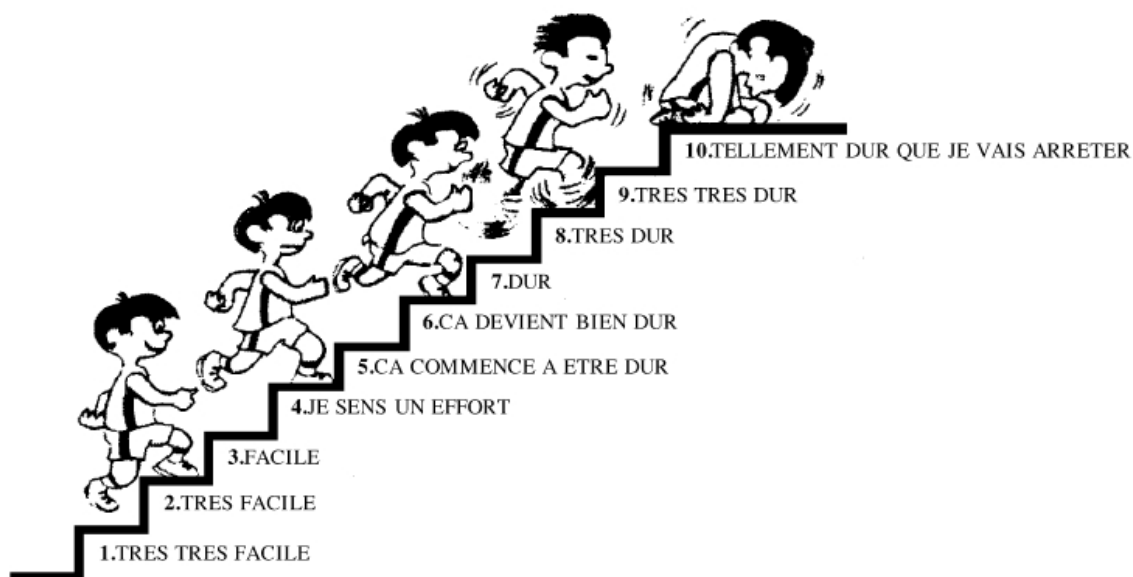 10.TELLEMENT DUR QUE JE VAIS ARRETER
9.TRES TRES DUR
8.TRES DUR
7.DUR
6.CA DEVIENT BIEN DUR
5.CA COMMENCE A ETRE DUR
4.JE SENS UN EFFORT
3.FACILE
2.TRES FACILE
1.TRES TRES FACILE